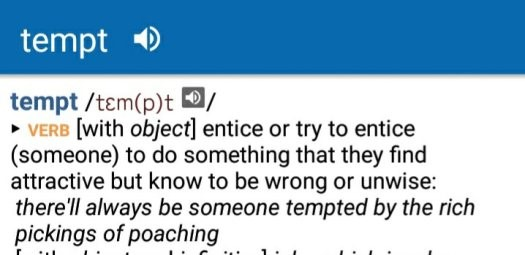 tempt
tempt /tɛm(p)t /
▸ VERB [with object] entice or try to entice
(someone) to do something that they find
attractive but know to be wrong or unwise:
there'll always be someone tempted by the rich
pickings of poaching